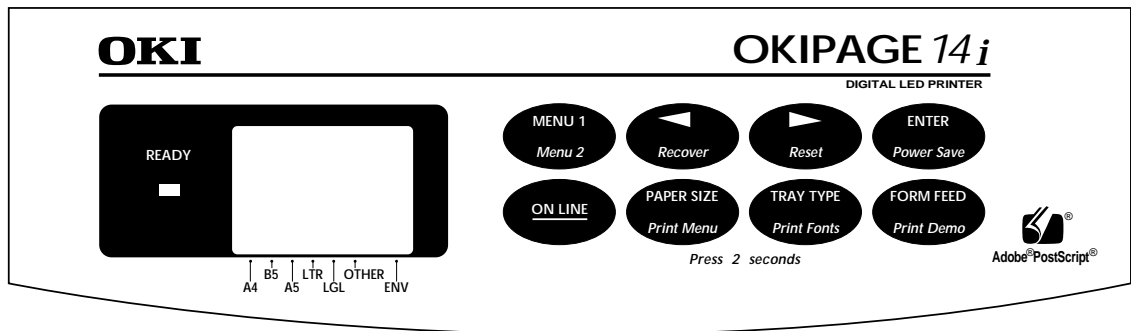 OKI
OKIPAGE 14i
DIGITAL LED PRINTER
READY
MENU 1
Menu 2
Recover
Reset
ENTER
Power Save
ON LINE
PAPER SIZE
Print Menu
TRAY TYPE
Print Fonts
FORM FEED
Print Demo
Press 2 seconds
A4 B5 A5 LTR LGL OTHER ENV
®
Adobe®PostScript®